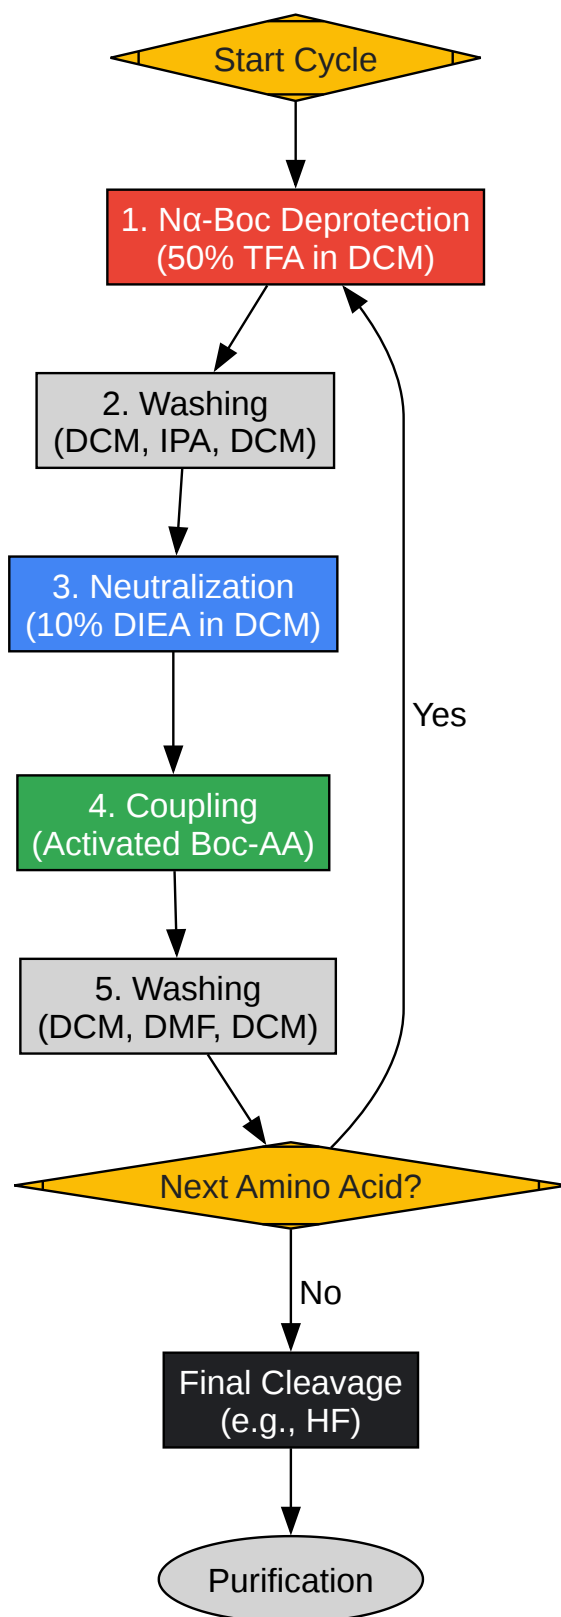 Start Cycle
1. Nα-Boc Deprotection
(50% TFA in DCM)
2. Washing
(DCM, IPA, DCM)
3. Neutralization
(10% DIEA in DCM)
Yes
4. Coupling
(Activated Boc-AA)
5. Washing
(DCM, DMF, DCM)
Next Amino Acid?
No
Final Cleavage
(e.g., HF)
Purification